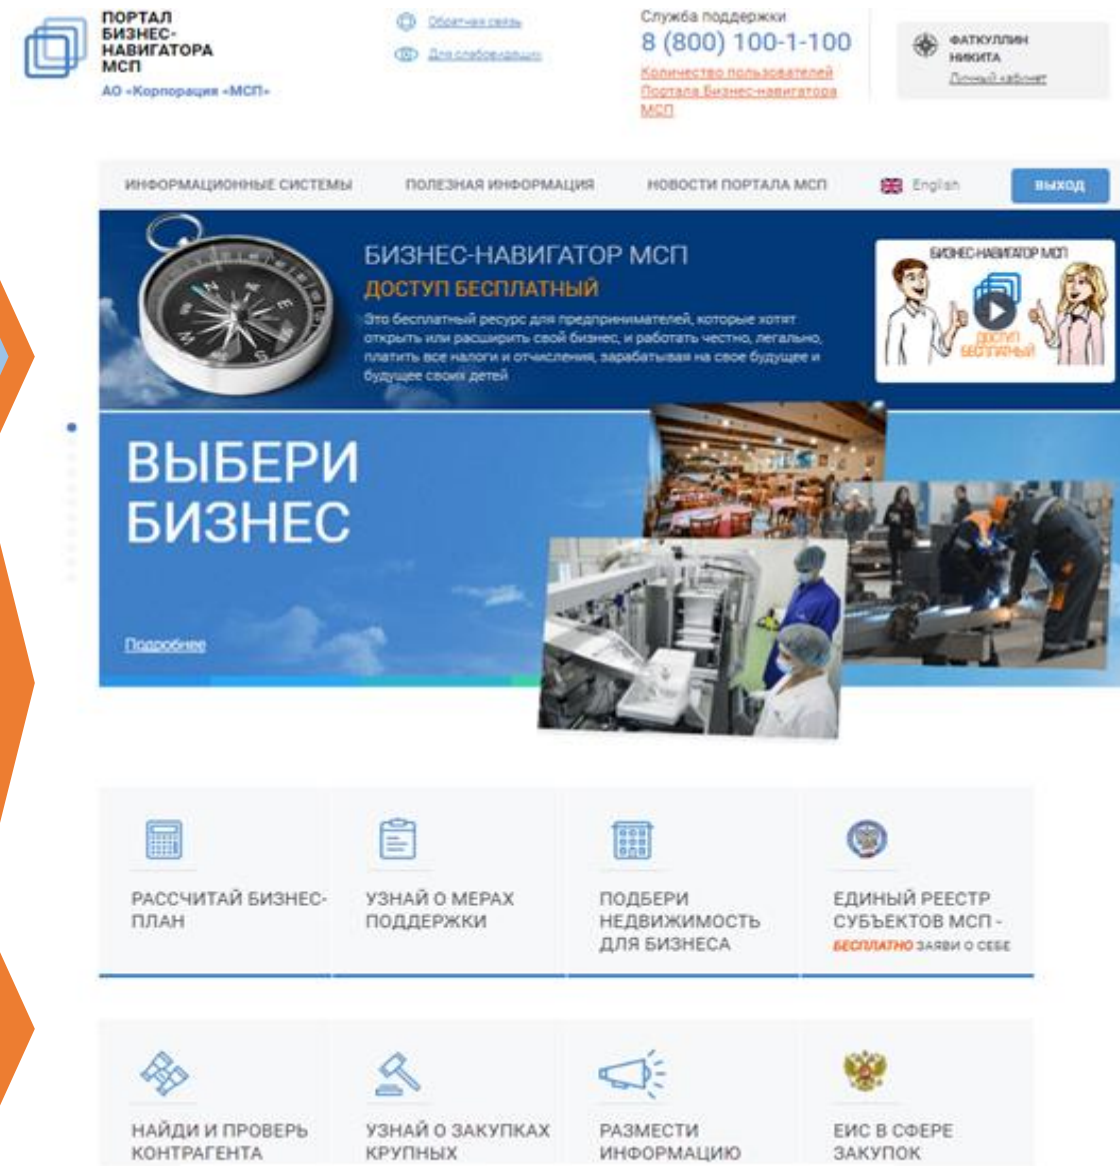 ПОРТАЛ
БИЗНЕС-
НАВИГАТОРА
МСП
АО «Корпорация «МСП»
Обратная связь
Для слабовидящих
Служба поддержки
8 (800) 100-1-100
Количество пользователей
Портала Бизнес-навигатора
МСП
ФАТКУЛЛИН
НИКИТА
Личный кабинет
ИНФОРМАЦИОННЫЕ СИСТЕМЫ
ПОЛЕЗНАЯ ИНФОРМАЦИЯ
НОВОСТИ ПОРТАЛА МСП
English
ВЫХОД
БИЗНЕС-НАВИГАТОР МСП
ДОСТУП БЕСПЛАТНЫЙ
Это бесплатный ресурс для предпринимателей, которые хотят
открыть или расширить свой бизнес, и работать честно, легально,
платить все налоги и отчисления, зарабатывая на свое будущее и
будущее своих детей
БИЗНЕС-НАВИГАТОР МСП
ДОСТУП
БЕСПЛАТНЫЙ
N
E
S
W
ВЫБЕРИ
БИЗНЕС
Подробнее
РАССЧИТАЙ БИЗНЕС-
ПЛАН
УЗНАЙ О МЕРАХ
ПОДДЕРЖКИ
ПОДБЕРИ
НЕДВИЖИМОСТЬ
ДЛЯ БИЗНЕСА
ЕДИНЫЙ РЕЕСТР
СУБЪЕКТОВ МСП -
БЕСПЛАТНО ЗАЯВИ О СЕБЕ
НАЙДИ И ПРОВЕРЬ
КОНТРАГЕНТА
УЗНАЙ О ЗАКУПКАХ
КРУПНЫХ
РАЗМЕСТИ
ИНФОРМАЦИЮ
ЕИС В СФЕРЕ
ЗАКУПОК